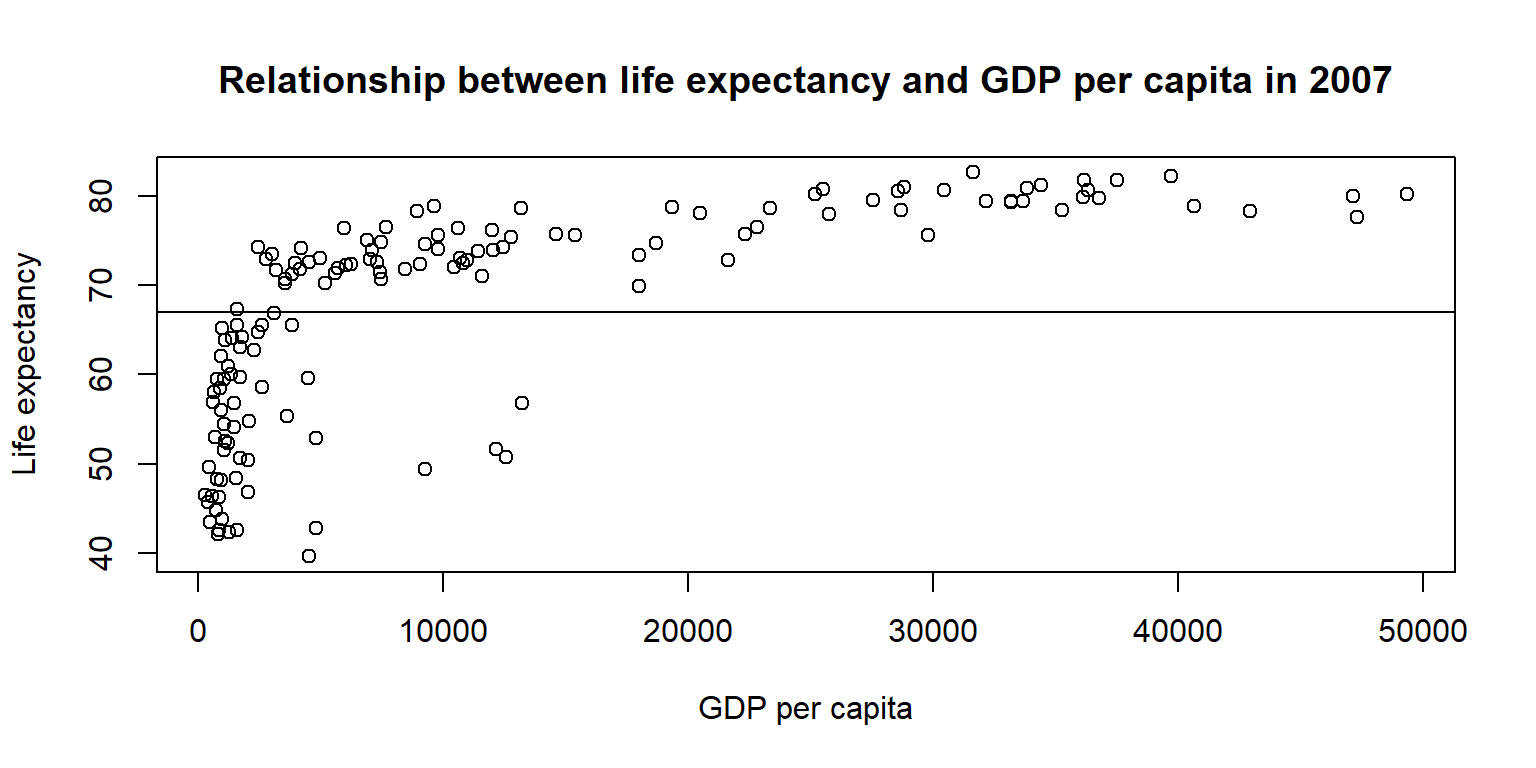 Relationship between life expectancy and GDP per capita in 2007
Life expectancy
80
70
60
50
40
0 10000 20000 30000 40000 50000
GDP per capita